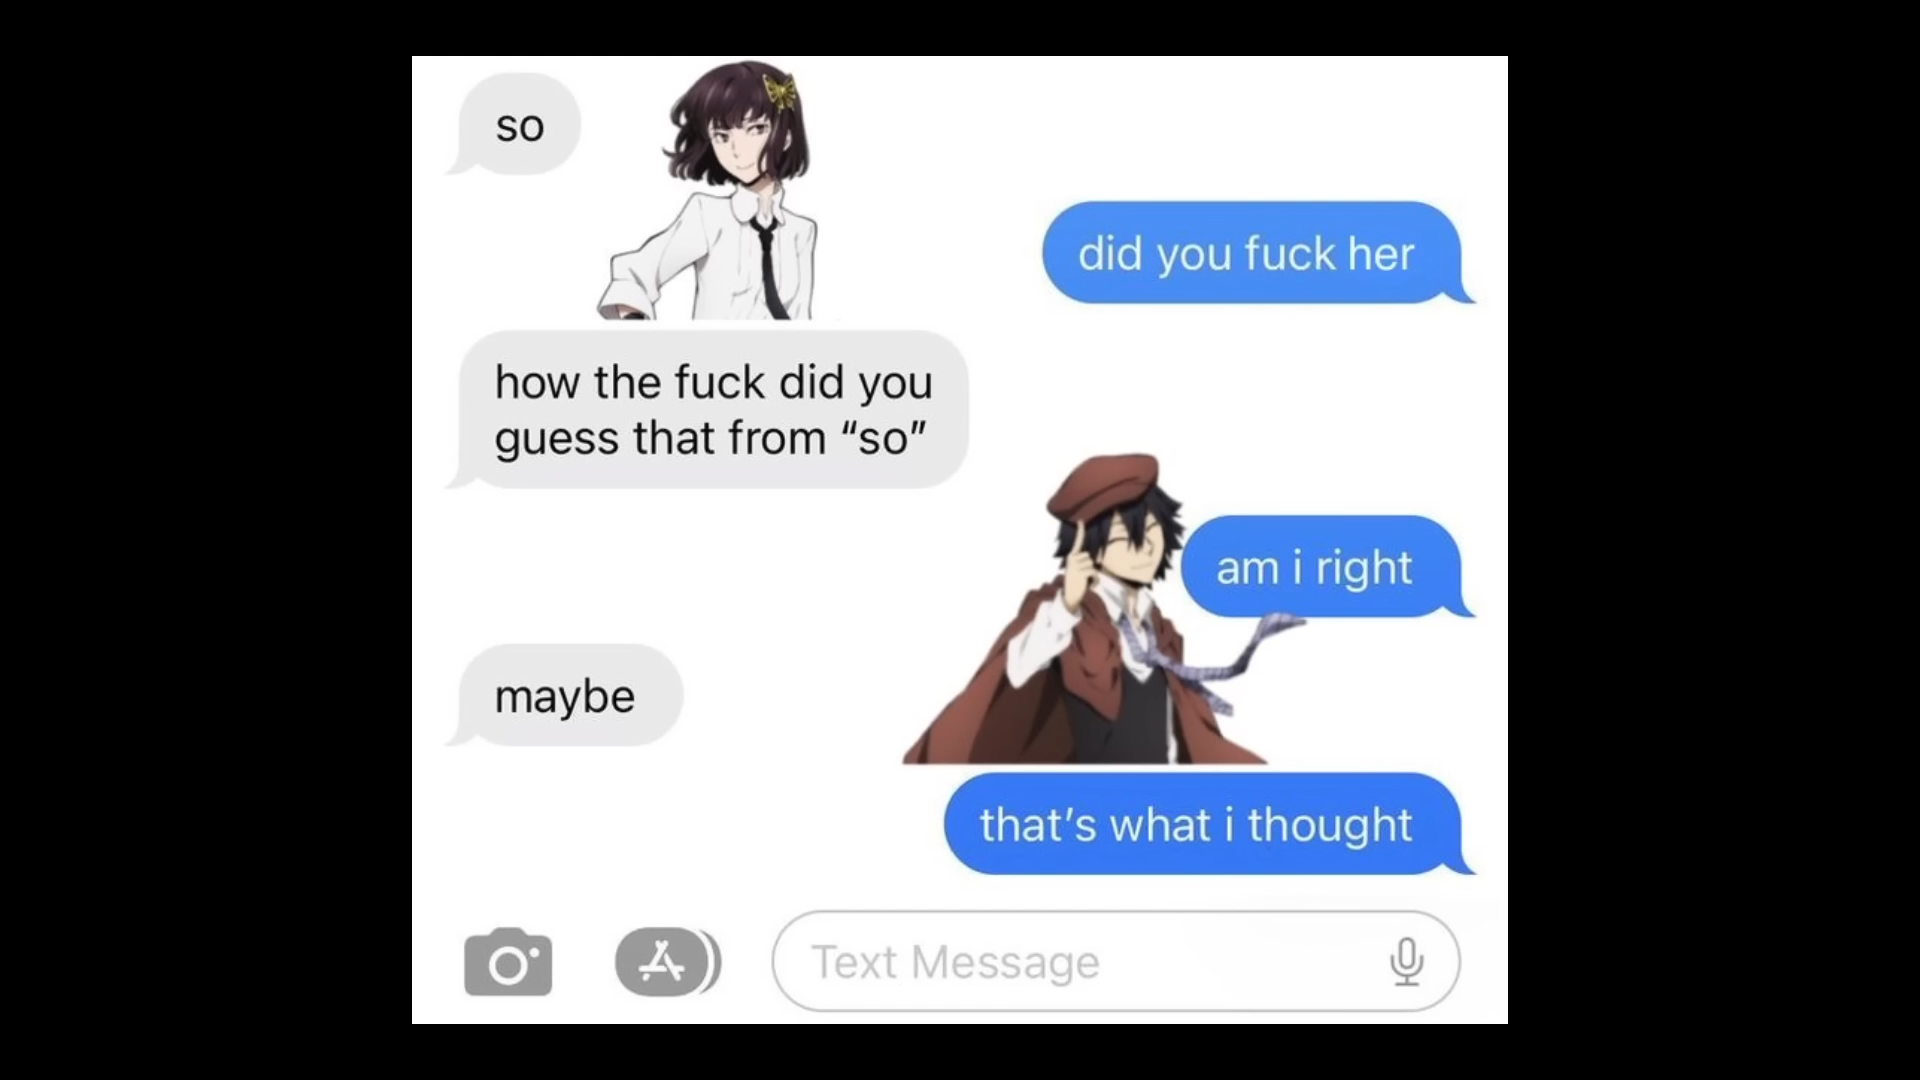 so
did you fuck her
how the fuck did you
guess that from “so”
am i right
maybe
that’s what i thought
Text Message